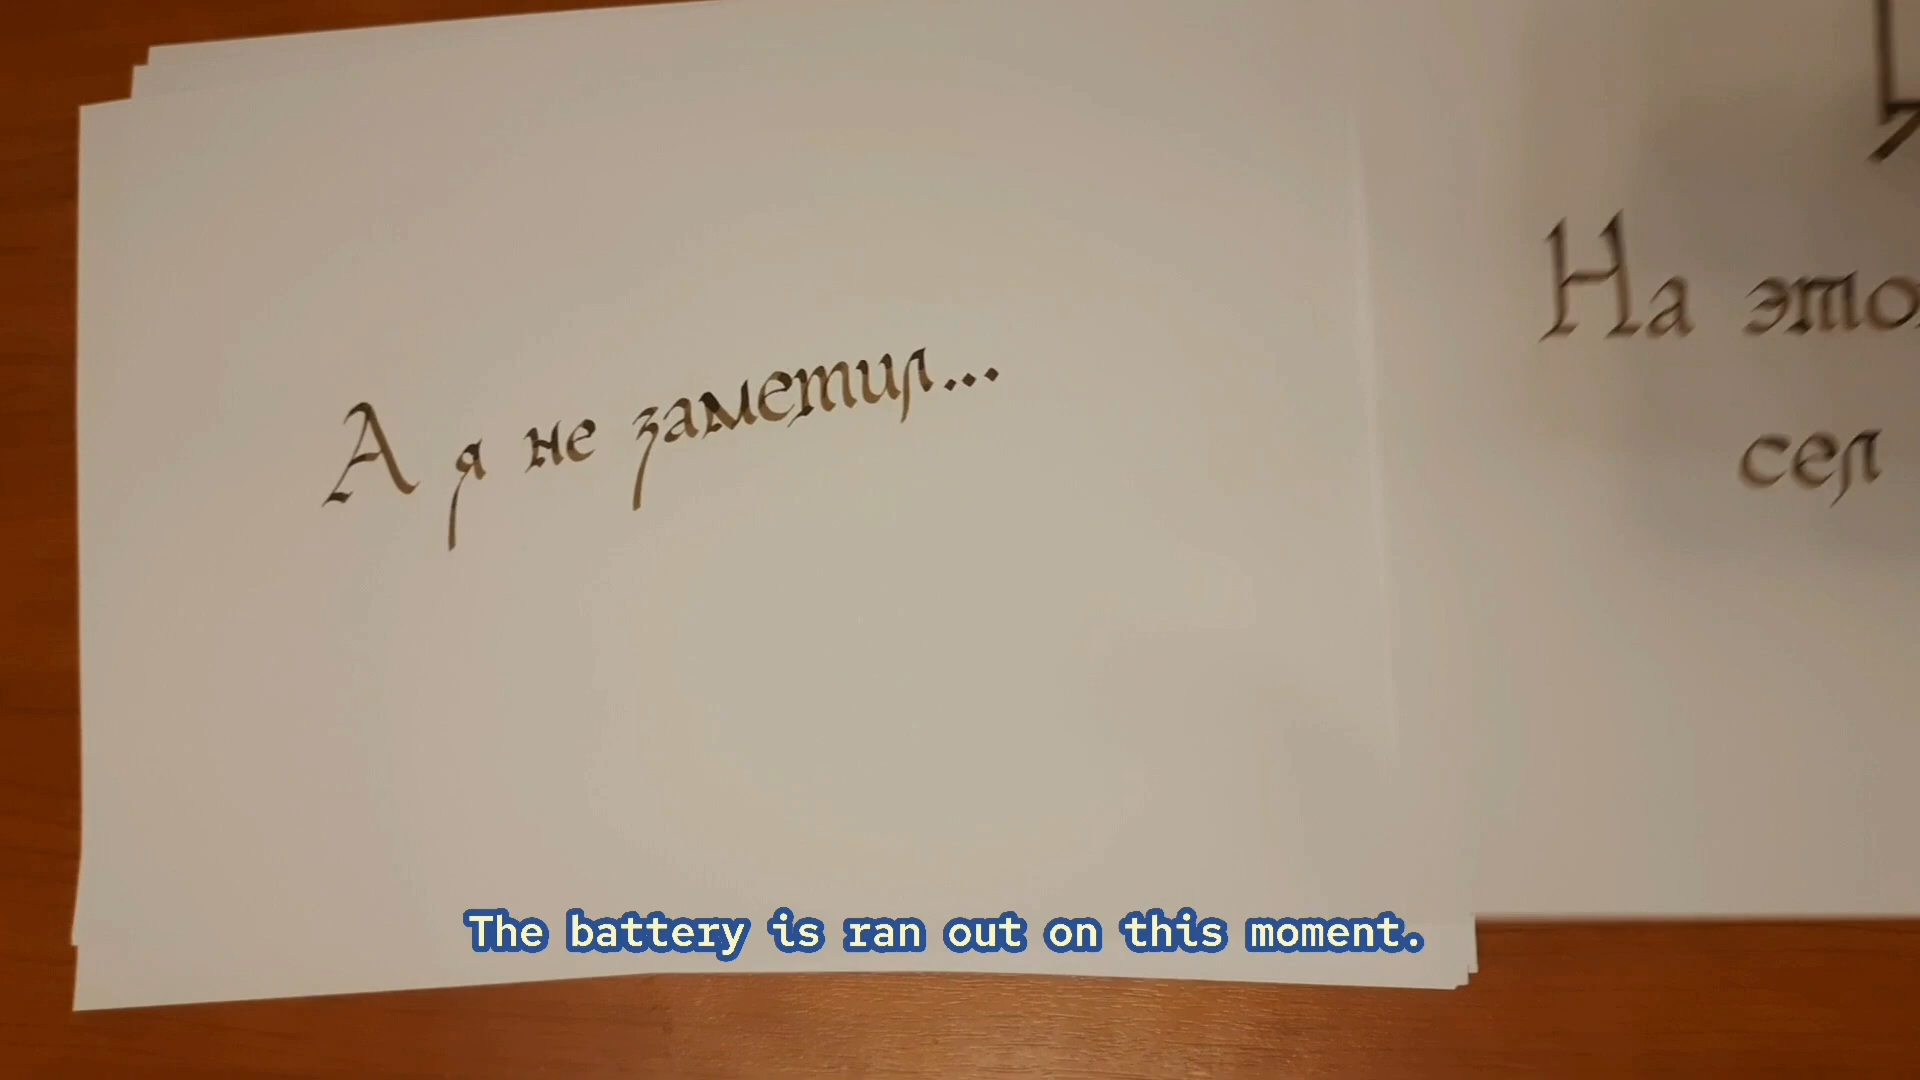 А я не заметил...
На это
сел
The battery is ran out on this moment.